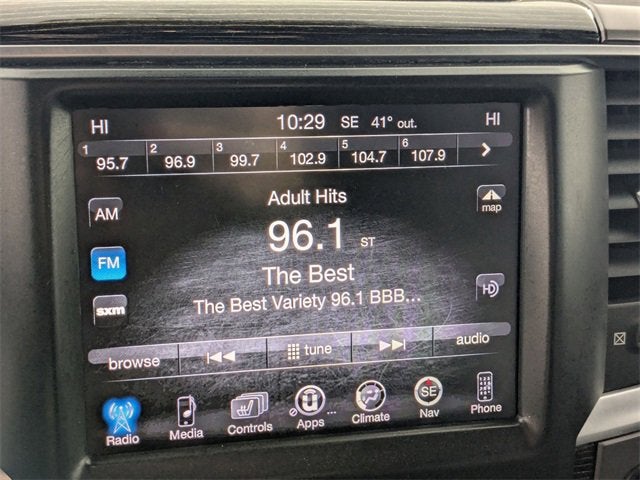 HI 10:29 SE 41° out. HI
1 2 3 4 5 6
95.7 96.9 99.7 102.9 104.7 107.9
Adult Hits
AM
map
96.1 ST
FM
The Best
HD
The Best Variety 96.1 BBB...
sxm
browse tune audio
Radio Media Controls Apps ... Climate SE Nav Phone